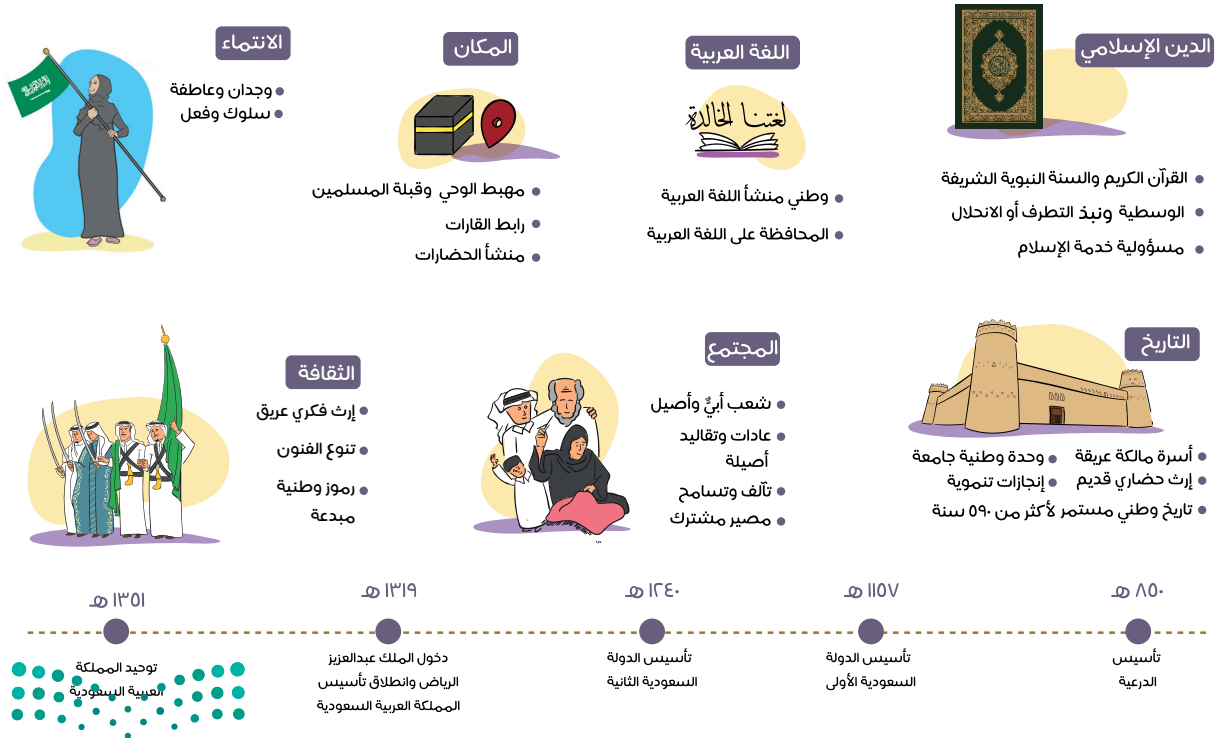 الدين الإسلامي
القرآن الكريم والسنة النبوية الشريفة
الوسطية ونبذ التطرف أو الانحلال
مسؤولية خدمة الإسلام
اللغة العربية
لغتنا الخالدة
وطني منشأ اللغة العربية
المحافظة على اللغة العربية
المكان
مهبط الوحي وقبلة المسلمين
رابط القارات
منشأ الحضارات
الانتماء
وجدان وعاطفة
سلوك وفعل
التاريخ
أسرة مالكة عريقة
إرث حضاري قديم
وحدة وطنية جامعة
إنجازات تنموية
تاريخ وطني مستمر لأكثر من ٥٩٠ سنة
المجتمع
شعب أبيٌّ وأصيل
عادات وتقاليد
أصيلة
تآلف وتسامح
مصير مشترك
الثقافة
إرث فكري عريق
تنوع الفنون
رموز وطنية
مبدعة
٨٥٠ هـ
تأسيس
الدرعية
١١٥٧ هـ
تأسيس الدولة
السعودية الأولى
١٢٤٠ هـ
تأسيس الدولة
السعودية الثانية
١٣١٩ هـ
دخول الملك عبدالعزيز
الرياض وانطلاق تأسيس
المملكة العربية السعودية
١٣٥١ هـ
توحيد المملكة
العربية السعودية